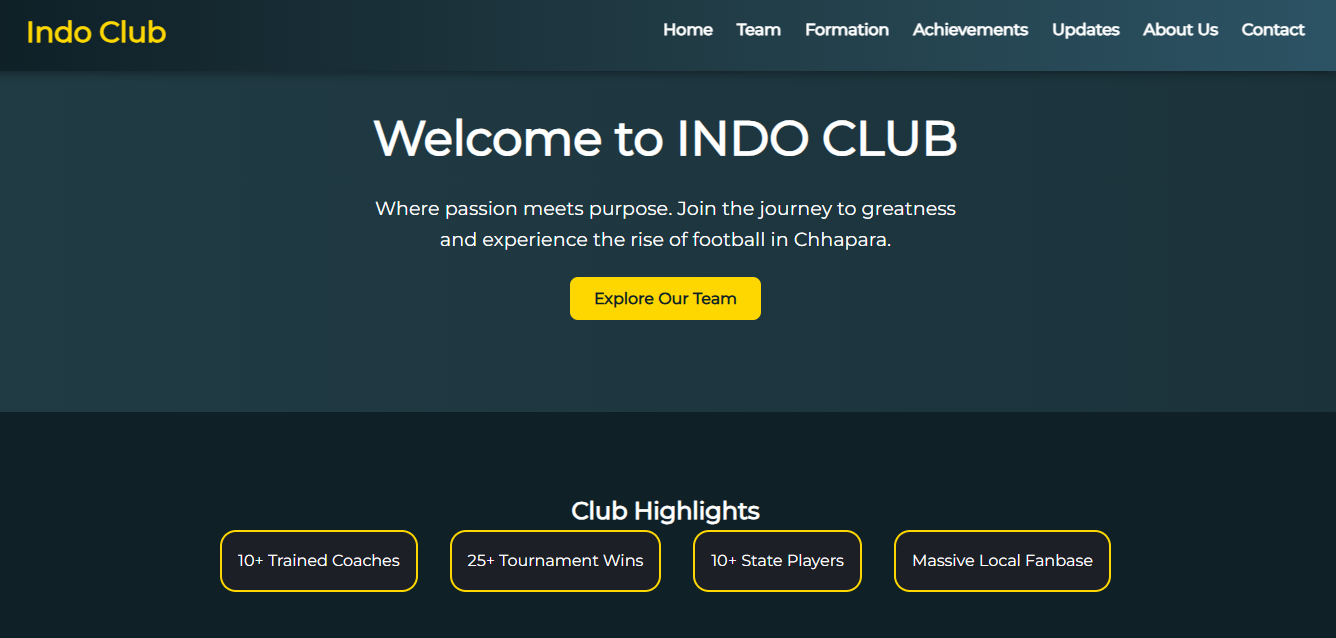 Indo Club
Home Team Formation Achievements Updates About Us Contact
Welcome to INDO CLUB
Where passion meets purpose. Join the journey to greatness
and experience the rise of football in Chhapara.
Explore Our Team
Club Highlights
10+ Trained Coaches
25+ Tournament Wins
10+ State Players
Massive Local Fanbase